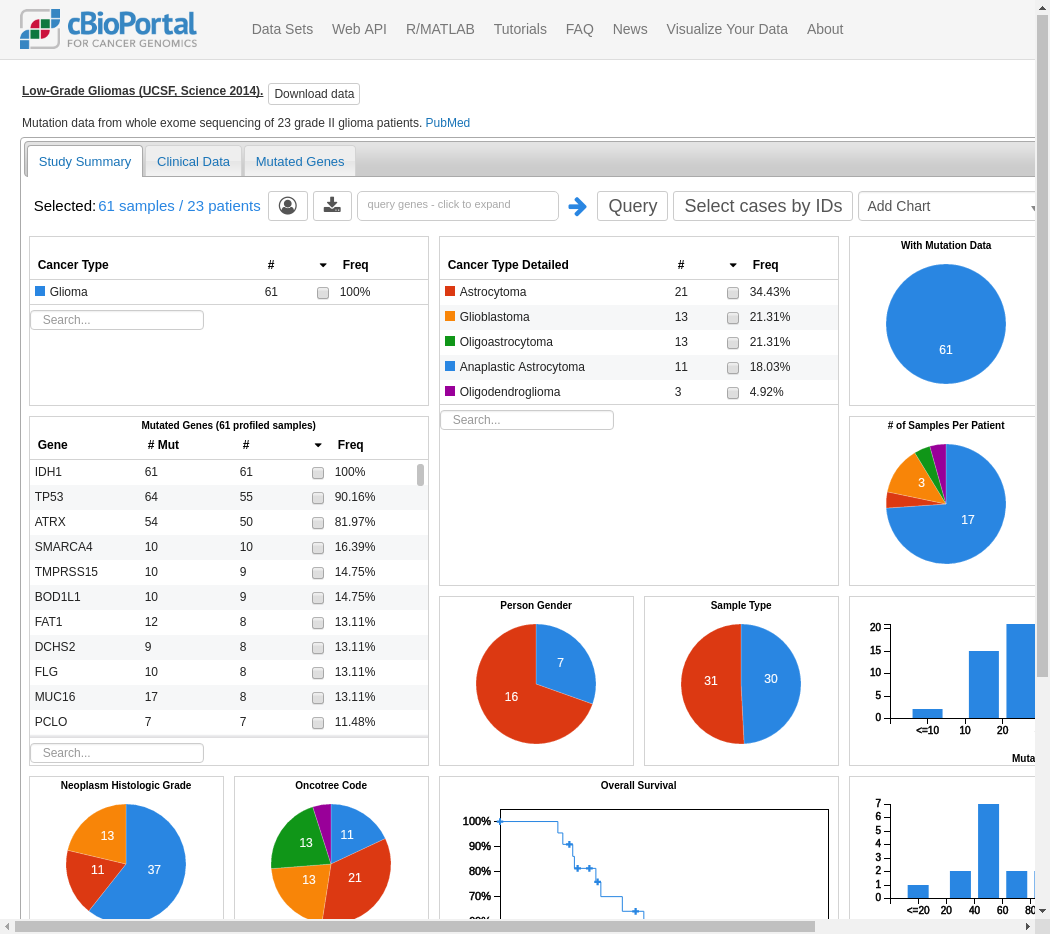 cBioPortal
FOR CANCER GENOMICS
Data Sets Web API R/MATLAB Tutorials FAQ News Visualize Your Data About
Low-Grade Gliomas (UCSF, Science 2014). Download data
Mutation data from whole exome sequencing of 23 grade II glioma patients. PubMed
Study Summary Clinical Data Mutated Genes
Selected: 61 samples / 23 patients query genes - click to expand Query Select cases by IDs Add Chart
Cancer Type # Freq
Glioma 61 100%
Search...
Cancer Type Detailed # Freq
Astrocytoma 21 34.43%
Glioblastoma 13 21.31%
Oligoastrocytoma 13 21.31%
Anaplastic Astrocytoma 11 18.03%
Oligodendroglioma 3 4.92%
Search...
With Mutation Data
61
Mutated Genes (61 profiled samples)
Gene # Mut # Freq
IDH1 61 61 100%
TP53 64 55 90.16%
ATRX 54 50 81.97%
SMARCA4 10 10 16.39%
TMPRSS15 10 9 14.75%
BOD1L1 10 9 14.75%
FAT1 12 8 13.11%
DCHS2 9 8 13.11%
FLG 10 8 13.11%
MUC16 17 8 13.11%
PCLO 7 7 11.48%
Search...
# of Samples Per Patient
3
17
Person Gender
7
16
Sample Type
31 30
20
15
10
5
0
<=10 10 20
Muta
Neoplasm Histologic Grade
13
11 37
Oncotree Code
11
13
13 21
Overall Survival
100%
90%
80%
70%
7
6
5
4
3
2
1
0
<=20 20 40 60 80